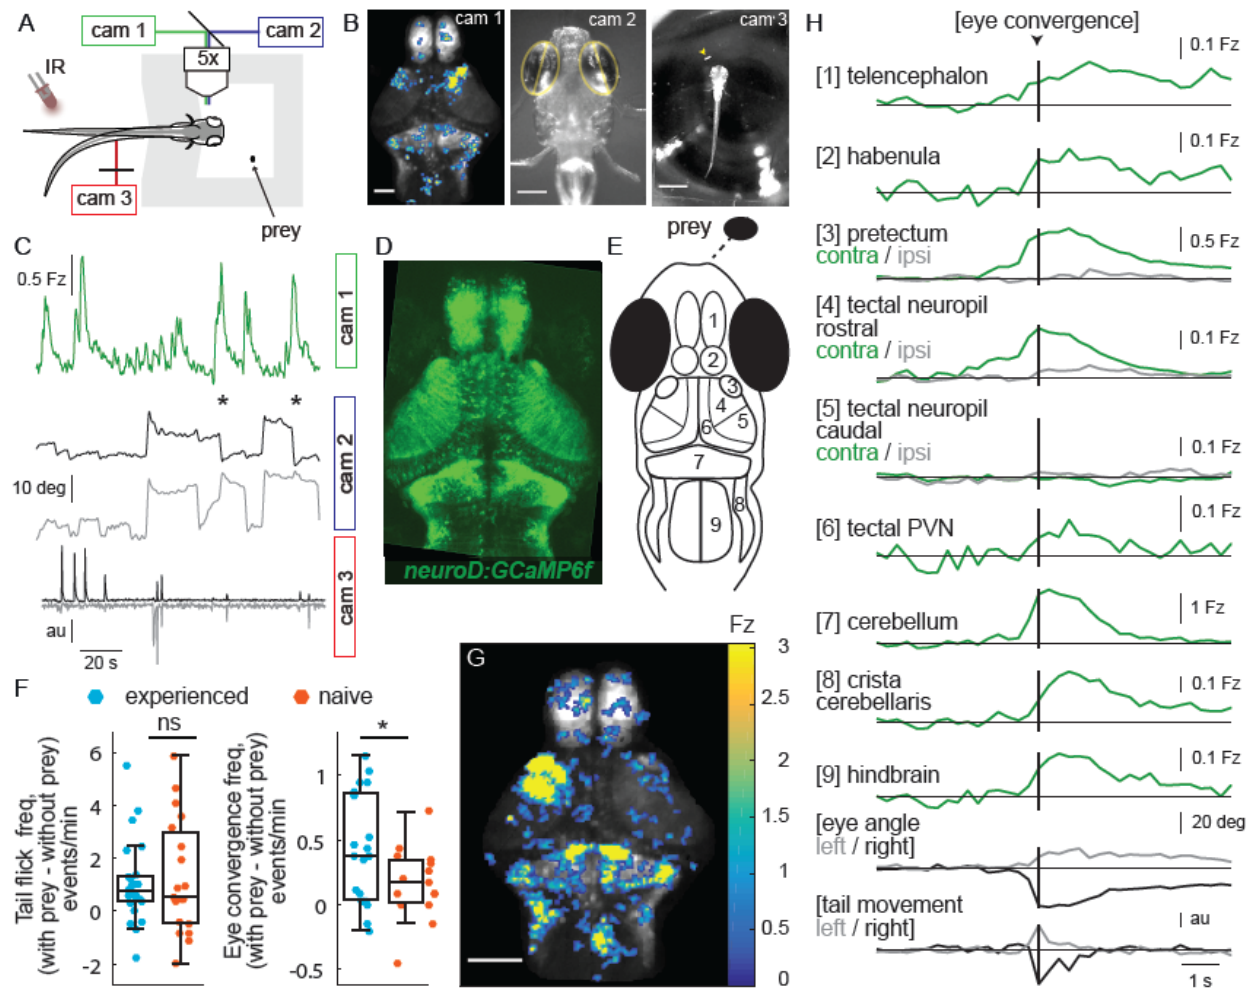 A
cam 1
cam 2
5x
IR
cam 3
prey
B
cam 1
cam 2
cam 3
C
0.5 Fz
cam 1
*
*
10 deg
cam 2
au
20 s
cam 3
D
neuroD:GCaMP6f
E
prey
1
2
3
4
5
6
7
8
9
F
experienced
naive
ns
Tail flick freq,
(with prey - without prey)
events/min
6
4
2
0
-2
*
Eye convergence freq,
(with prey - without prey)
events/min
1
0.5
0
-0.5
G
Fz
3
2.5
2
1.5
1
0.5
0
H
[eye convergence]
0.1 Fz
[1] telencephalon
0.1 Fz
[2] habenula
[3] pretectum
contra / ipsi
0.5 Fz
[4] tectal neuropil
rostral
contra / ipsi
0.1 Fz
[5] tectal neuropil
caudal
contra / ipsi
0.1 Fz
0.1 Fz
[6] tectal PVN
[7] cerebellum
1 Fz
[8] crista
cerebellaris
0.1 Fz
[9] hindbrain
0.1 Fz
[eye angle
left / right]
20 deg
[tail movement
left / right]
au
1 s